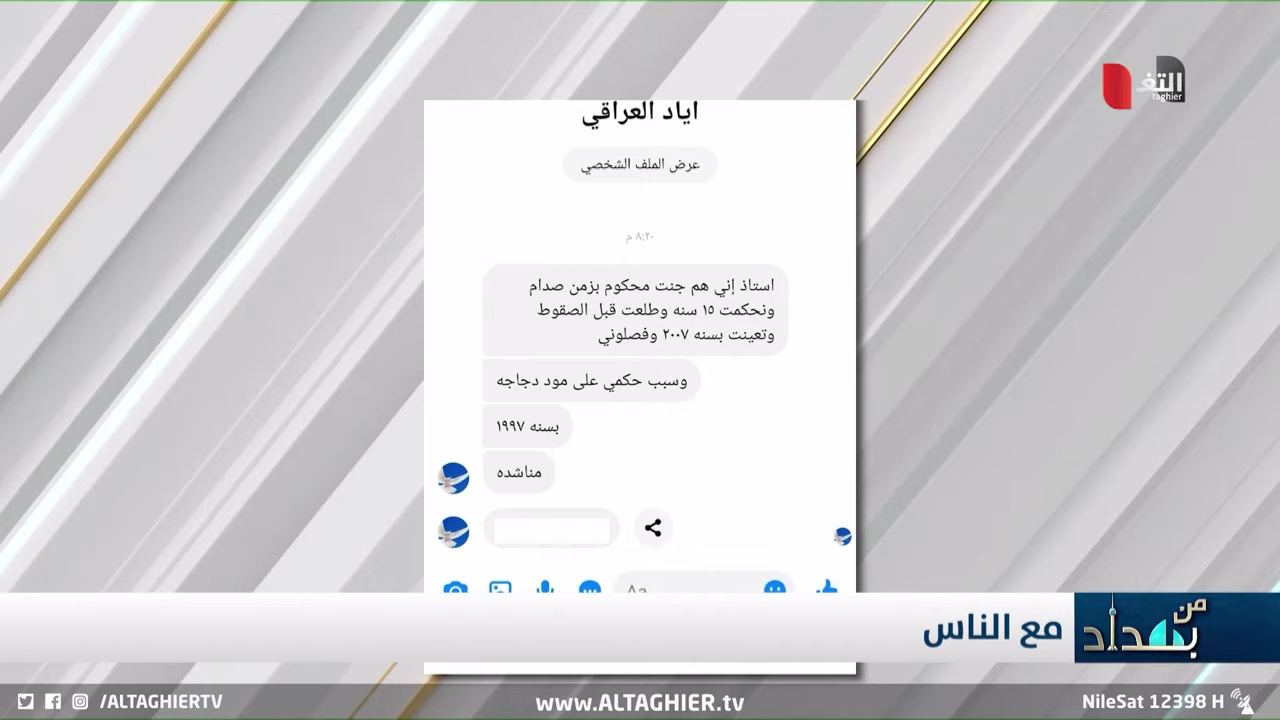 التغ
taghier
اياد العراقي
عرض الملف الشخصي
٨:٢٠ م
استاذ إني هم جنت محكوم بزمن صدام
ونحكمت ١٥ سنه وطلعت قبل الصقوط
وتعينت بسنه ٢٠٠٧ وفصلوني
وسبب حكمي على مود دجاجه
بسنه ١٩٩٧
مناشده
Aa
من بغداد
مع الناس
/ALTAGHIERTV
www.ALTAGHIER.tv
NileSat 12398 H